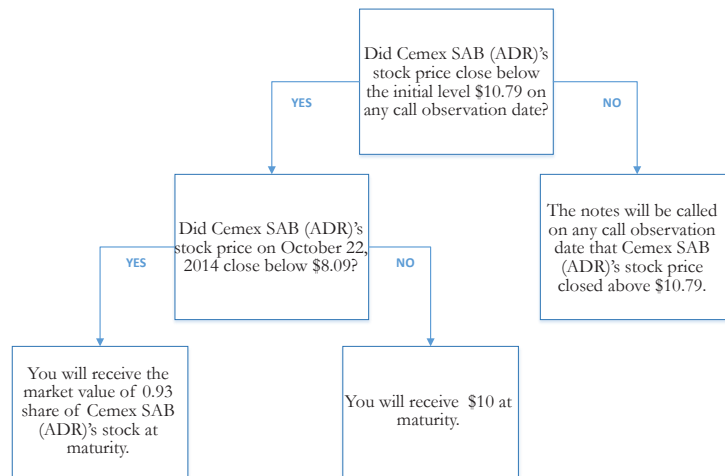 Did Cemex SAB (ADR)'s
stock price close below
the initial level $10.79 on
any call observation date?
YES
NO
Did Cemex SAB (ADR)'s
stock price on October 22,
2014 close below $8.09?
The notes will be called
on any call observation
date that Cemex SAB
(ADR)'s stock price
closed above $10.79.
YES
NO
You will receive the
market value of 0.93
share of Cemex SAB
(ADR)'s stock at
maturity.
You will receive $10 at
maturity.